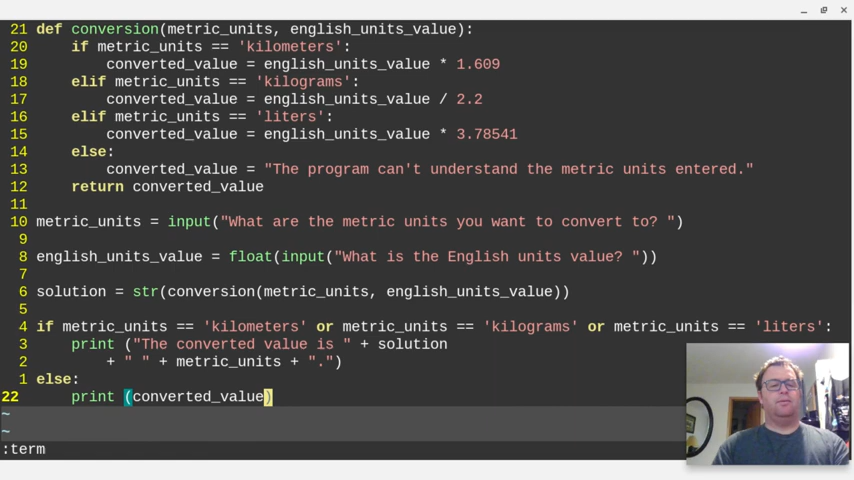 21 def conversion(metric_units, english_units_value):
20     if metric_units == 'kilometers':
19         converted_value = english_units_value * 1.609
18     elif metric_units == 'kilograms':
17         converted_value = english_units_value / 2.2
16     elif metric_units == 'liters':
15         converted_value = english_units_value * 3.78541
14     else:
13         converted_value = "The program can't understand the metric units entered."
12     return converted_value
11
10 metric_units = input("What are the metric units you want to convert to? ")
9
8 english_units_value = float(input("What is the English units value? "))
7
6 solution = str(conversion(metric_units, english_units_value))
5
4 if metric_units == 'kilometers' or metric_units == 'kilograms' or metric_units == 'liters':
3     print ("The converted value is " + solution
2         + " " + metric_units + ".")
1 else:
22     print (converted_value)
~
~
:term